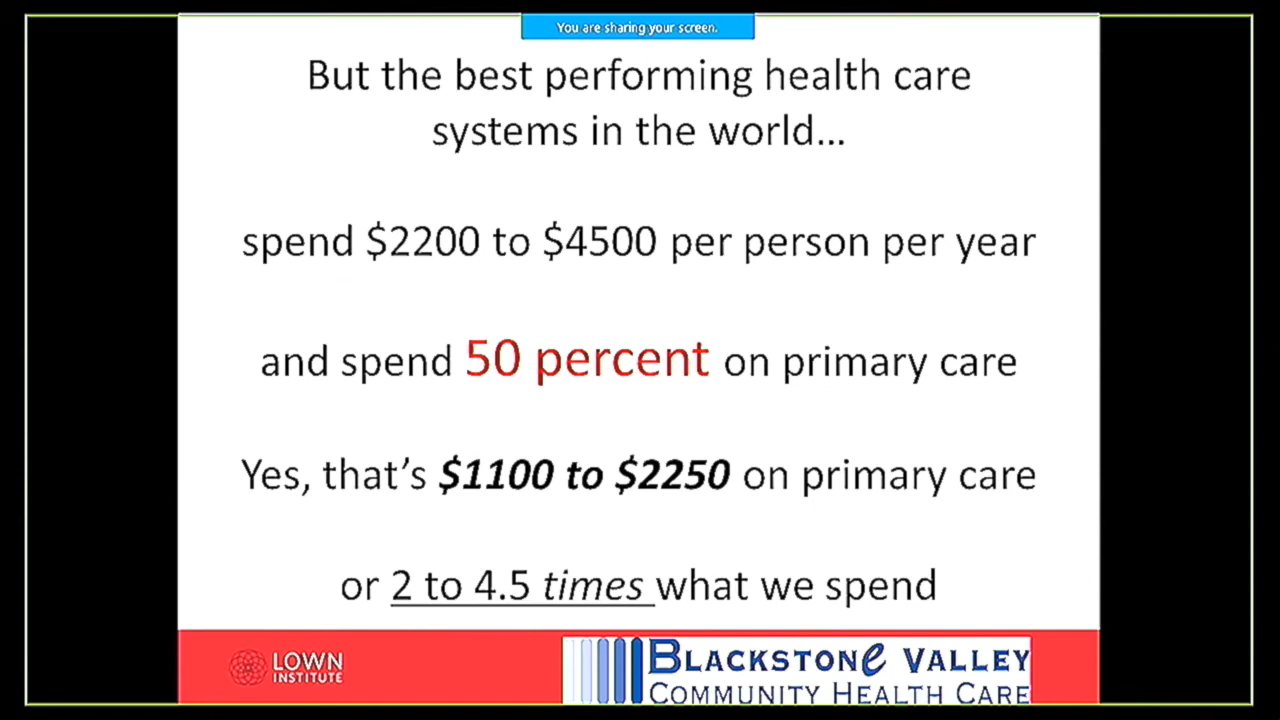 You are sharing your screen.
But the best performing health care
systems in the world...
spend $2200 to $4500 per person per year
and spend 50 percent on primary care
Yes, that's $1100 to $2250 on primary care
or 2 to 4.5 times what we spend
LOWN
INSTITUTE
BLACKSTONE VALLEY
COMMUNITY HEALTH CARE